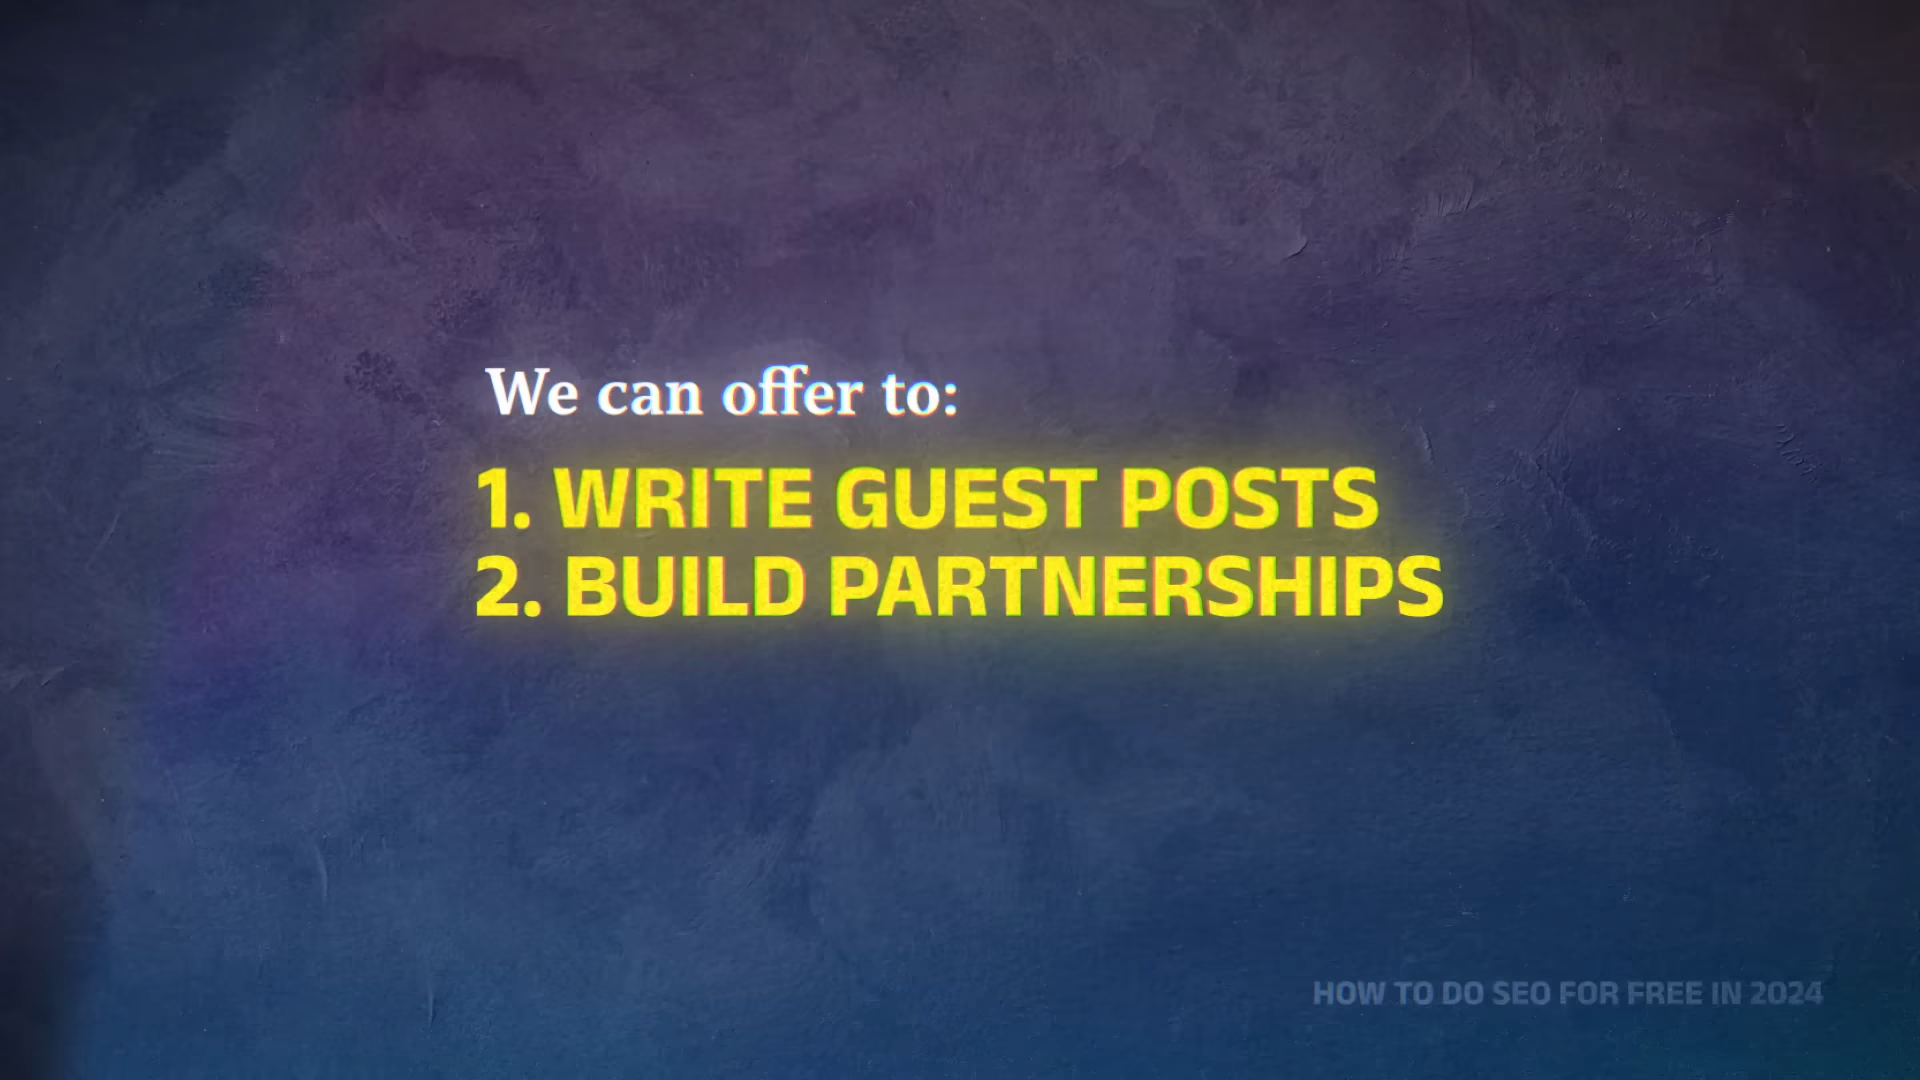 We can offer to:
1. WRITE GUEST POSTS
2. BUILD PARTNERSHIPS
HOW TO DO SEO FOR FREE IN 2024